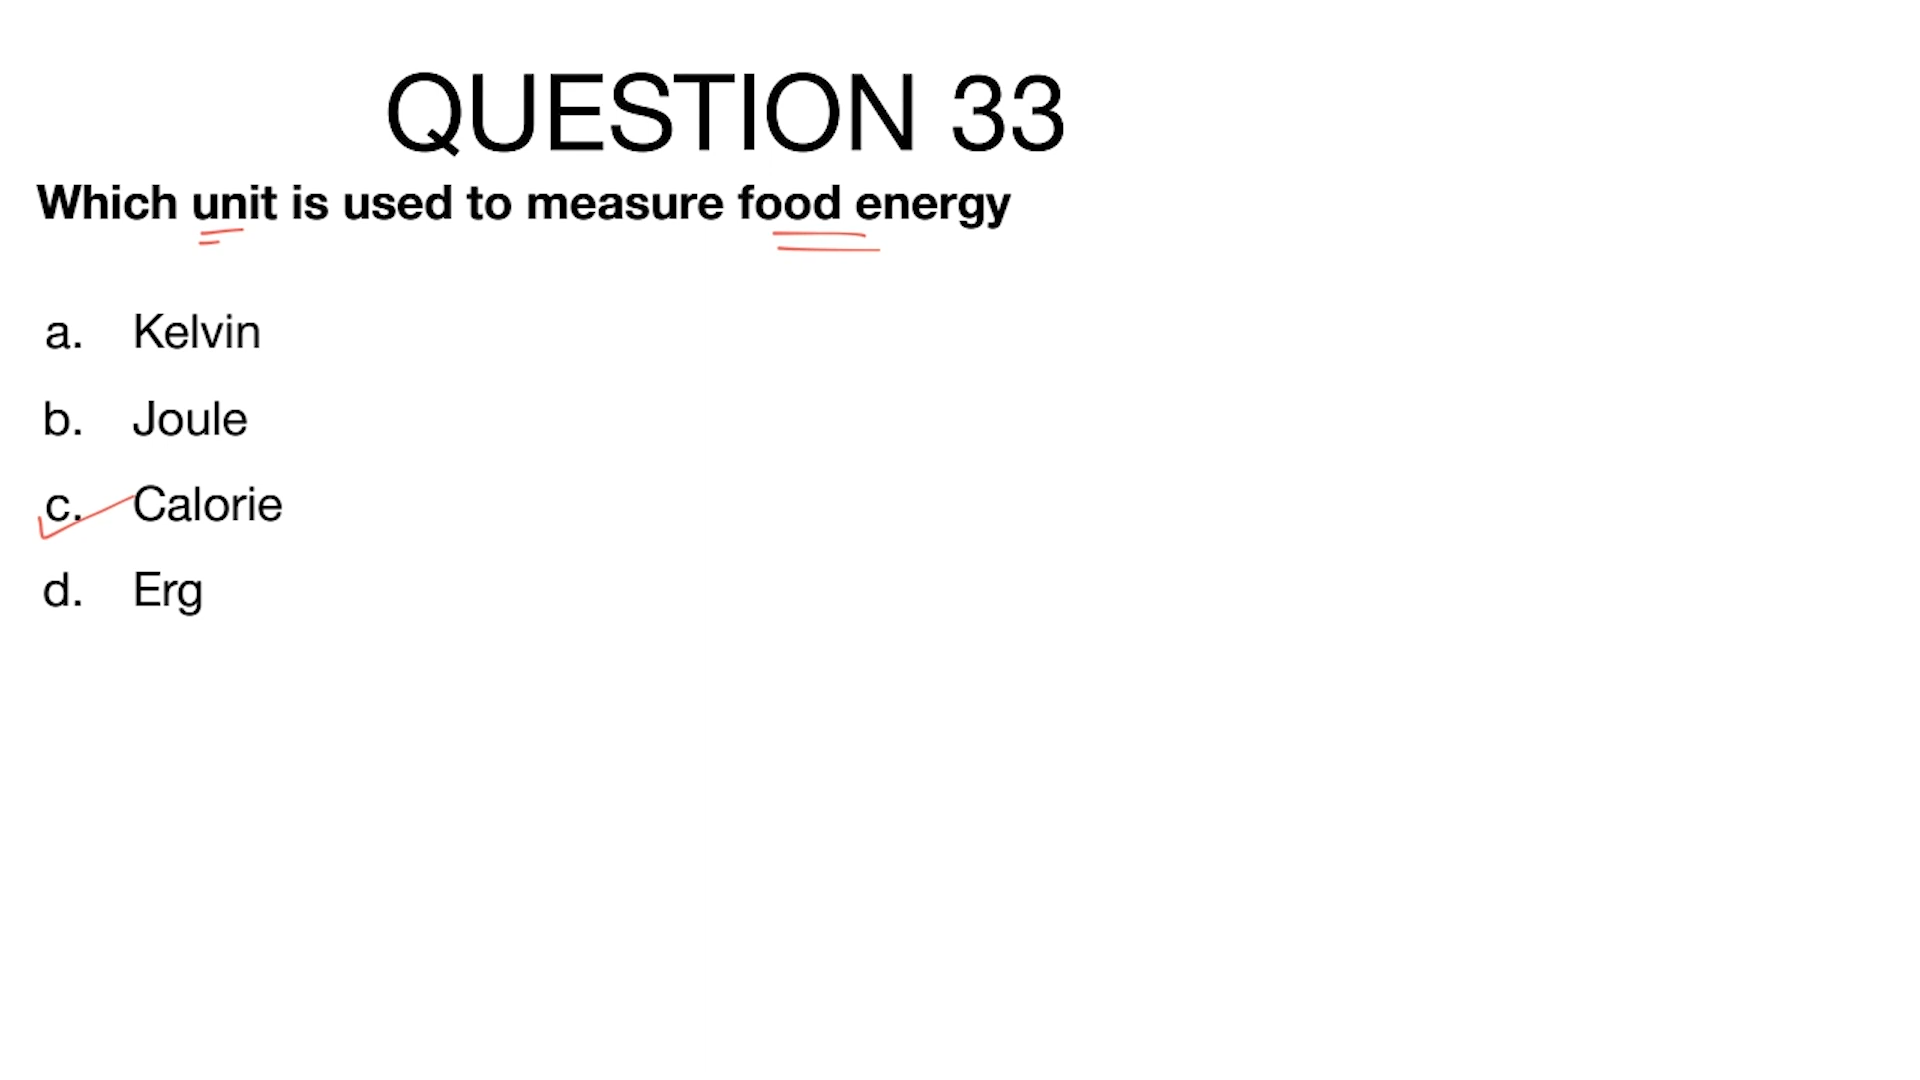 QUESTION 33
Which unit is used to measure food energy
a. Kelvin
b. Joule
c. Calorie
d. Erg